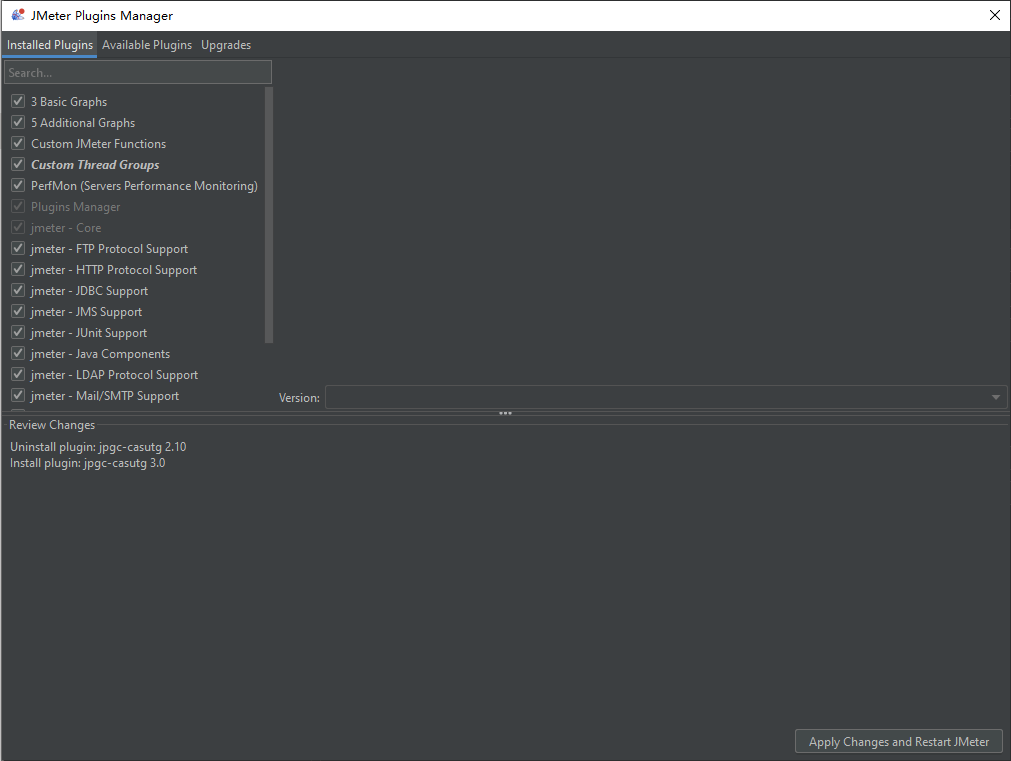 JMeter Plugins Manager
Installed Plugins Available Plugins Upgrades
Search...
3 Basic Graphs
5 Additional Graphs
Custom JMeter Functions
Custom Thread Groups
PerfMon (Servers Performance Monitoring)
Plugins Manager
jmeter - Core
jmeter - FTP Protocol Support
jmeter - HTTP Protocol Support
jmeter - JDBC Support
jmeter - JMS Support
jmeter - JUnit Support
jmeter - Java Components
jmeter - LDAP Protocol Support
jmeter - Mail/SMTP Support
Version:
Review Changes
Uninstall plugin: jpgc-casutg 2.10
Install plugin: jpgc-casutg 3.0
Apply Changes and Restart JMeter